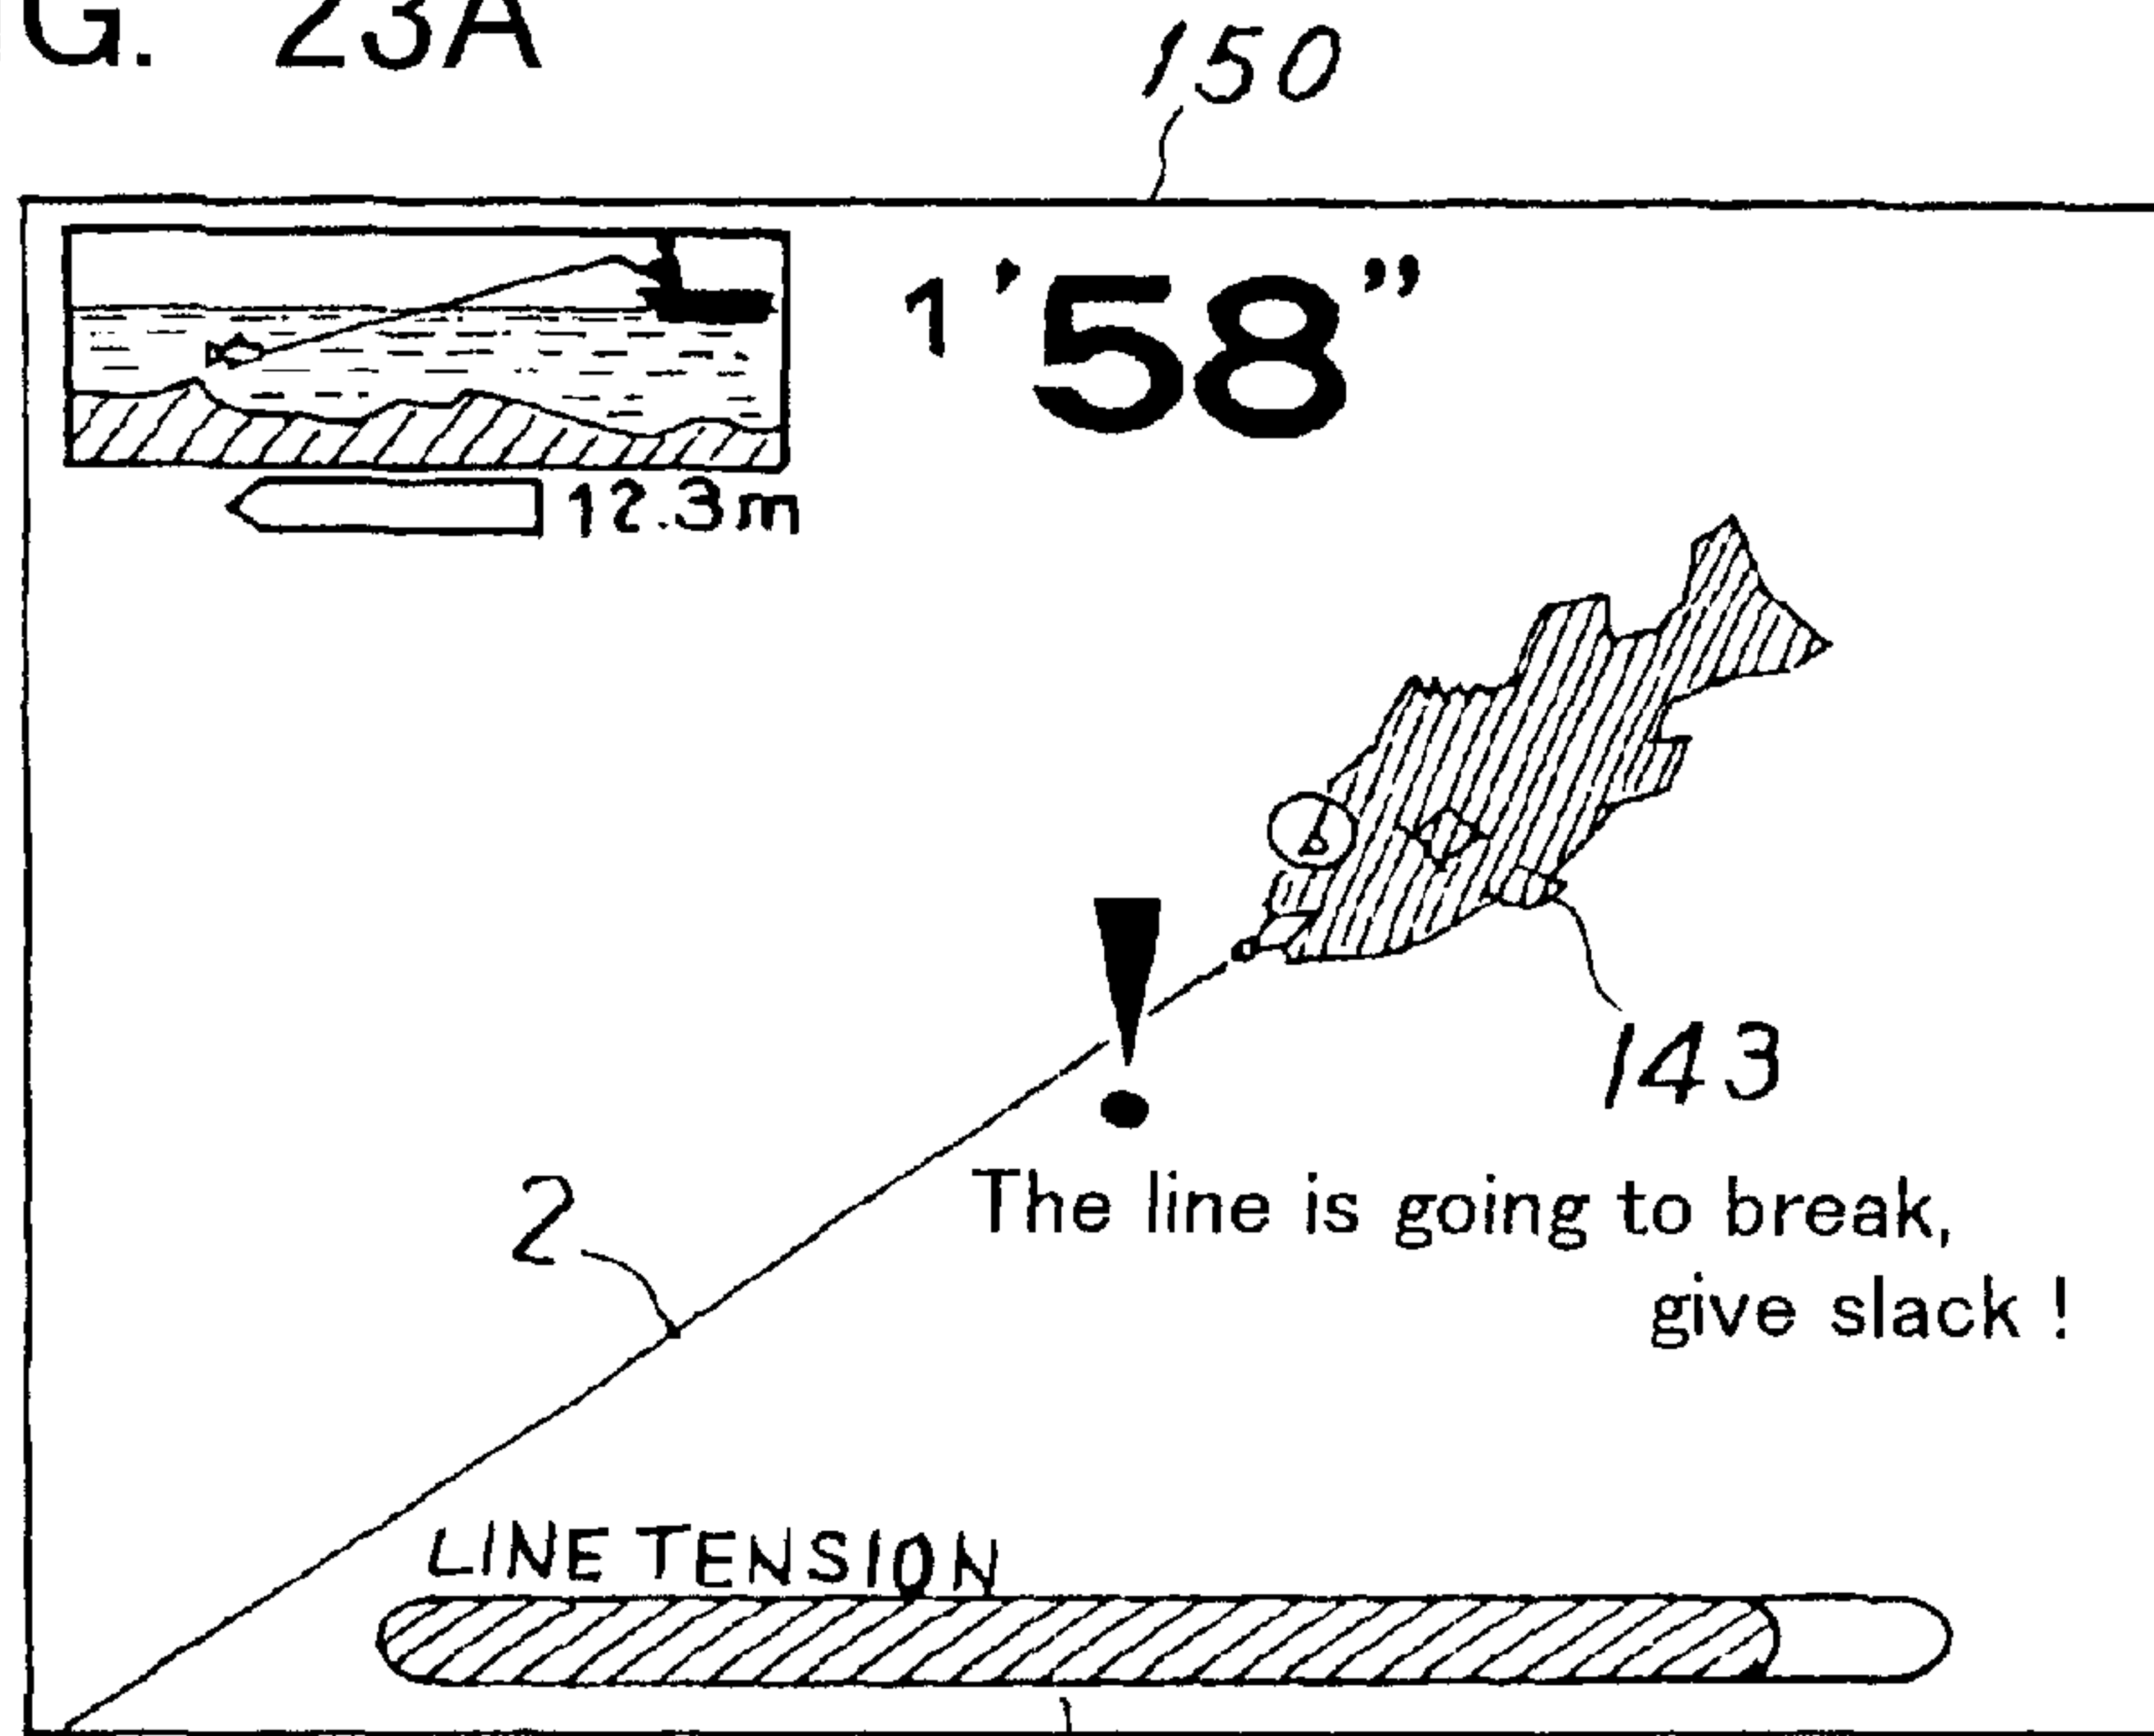 G. 23A
150
1'58”
12.3m
143
2
The line is going to break,
give slack !
LINE TENSION